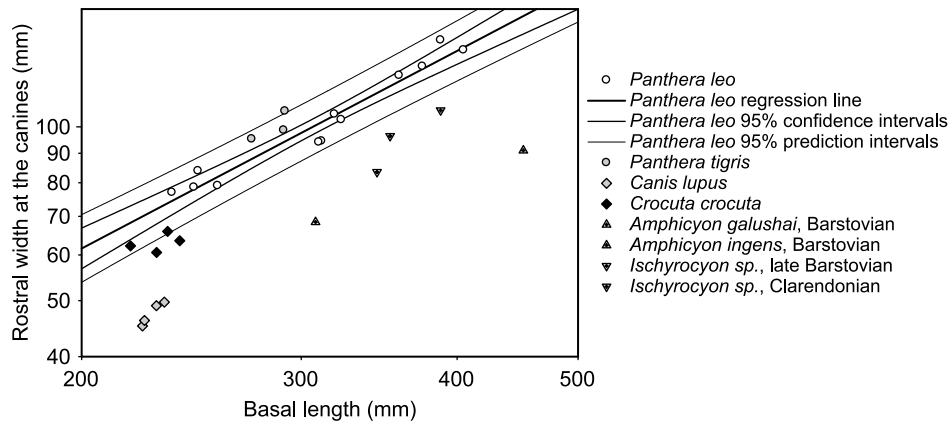 Rostral width at the canines (mm)
100
90
80
70
60
50
40
200
300
400
500
Basal length (mm)
Panthera leo
Panthera leo regression line
Panthera leo 95% confidence intervals
Panthera leo 95% prediction intervals
Panthera tigris
Canis lupus
Crocuta crocuta
Amphicyon galushai, Barstovian
Amphicyon ingens, Barstovian
Ischyrocyon sp., late Barstovian
Ischyrocyon sp., Clarendonian